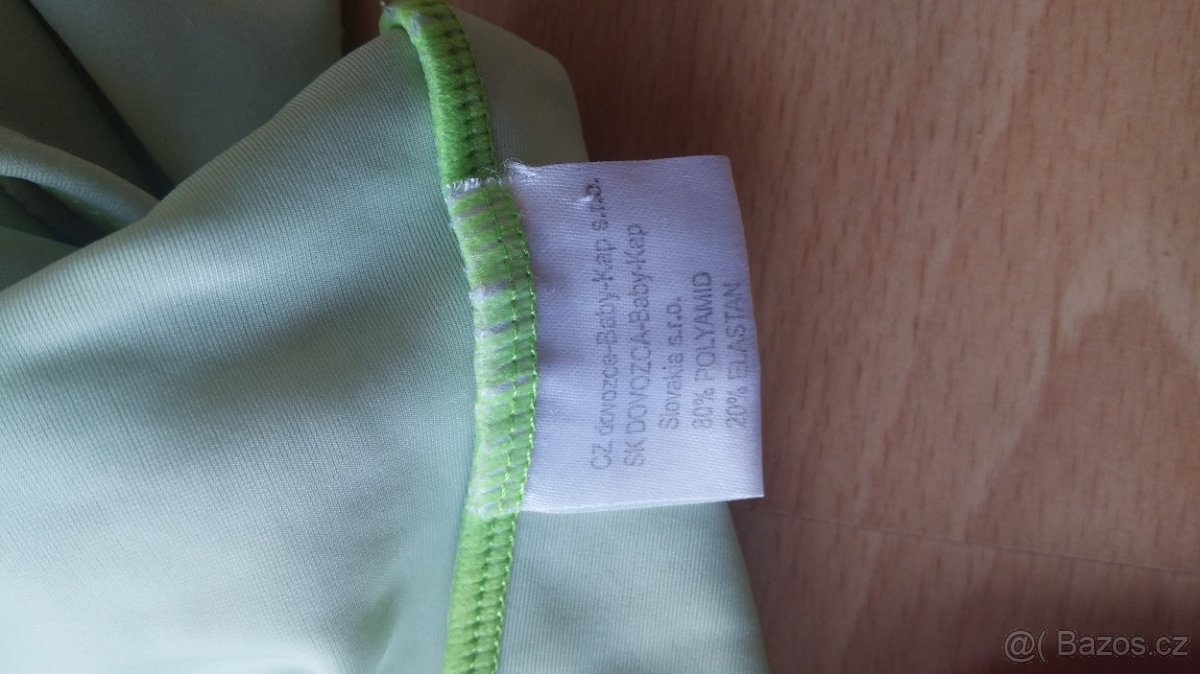 CZ dovozce-Baby-Kap s.r.o.
SK DOVOZCA-Baby-Kap
Slovakia s.r.o.
80% POLYAMID
20% ELASTAN
@( Bazos.cz